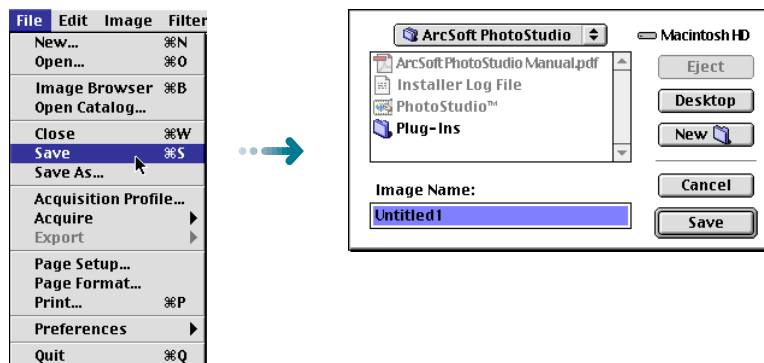 File Edit Image Filter
New... ⌘N
Open... ⌘O
Image Browser ⌘B
Open Catalog...
Close ⌘W
Save ⌘S
Save As...
Acquisition Profile...
Acquire
Export
Page Setup...
Page Format...
Print... ⌘P
Preferences
Quit ⌘Q
ArcSoft PhotoStudio
Macintosh HD
ArcSoft PhotoStudio Manual.pdf
Installer Log File
PhotoStudio™
Plug-Ins
Eject
Desktop
New
Image Name:
Untitled1
Cancel
Save